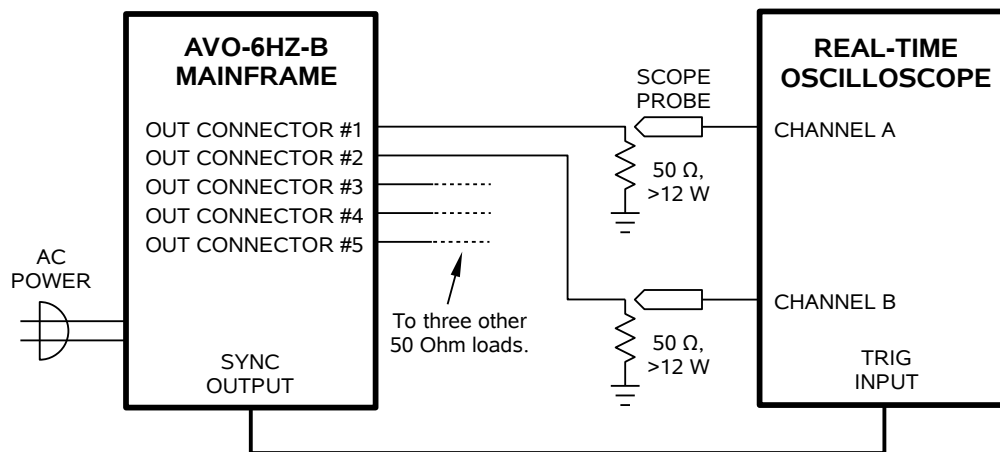 AVO-6HZ-B
MAINFRAME
OUT CONNECTOR #1
OUT CONNECTOR #2
OUT CONNECTOR #3
OUT CONNECTOR #4
OUT CONNECTOR #5
AC
POWER
SYNC
OUTPUT
To three other
50 Ohm loads.
SCOPE
PROBE
50 Ω,
>12 W
50 Ω,
>12 W
REAL-TIME
OSCILLOSCOPE
CHANNEL A
CHANNEL B
TRIG
INPUT